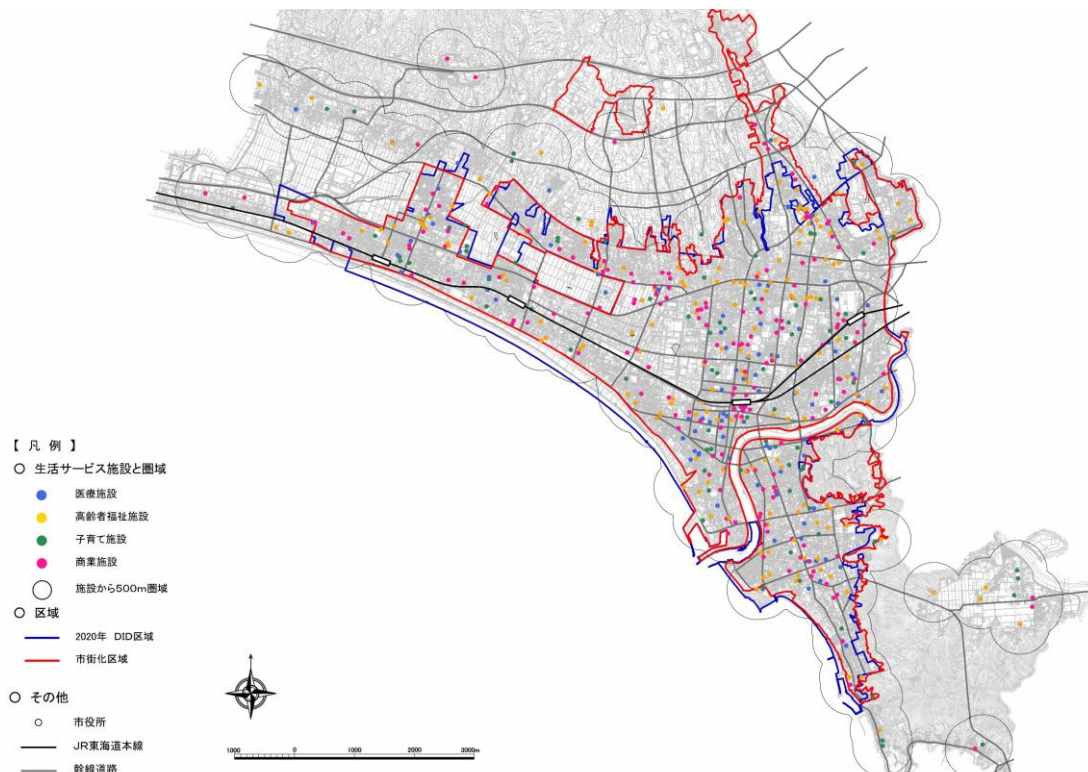 【 凡 例 】
○ 生活サービス施設と圏域
医療施設
高齢者福祉施設
子育て施設
商業施設
施設から500m圏域
○ 区域
2020年 DID区域
市街化区域
○ その他
市役所
JR東海道本線
幹線道路
1000 0 1000 2000 3000m